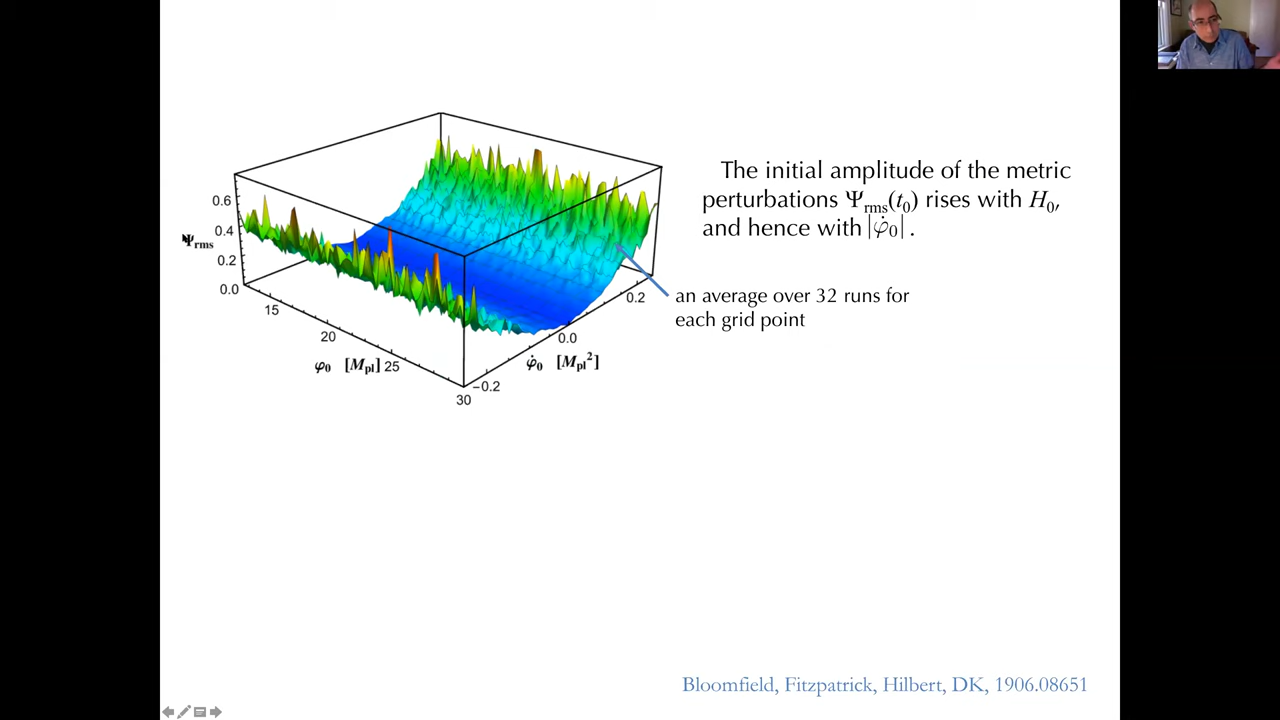 The initial amplitude of the metric
perturbations Ψrms(t0) rises with H0,
and hence with |φ̇0| .
0.6
0.4
Ψrms
0.2
0.0
15
20
φ0 [Mpl] 25
30
0.2
0.0
φ̇0 [Mpl²]
−0.2
an average over 32 runs for
each grid point
Bloomfield, Fitzpatrick, Hilbert, DK, 1906.08651